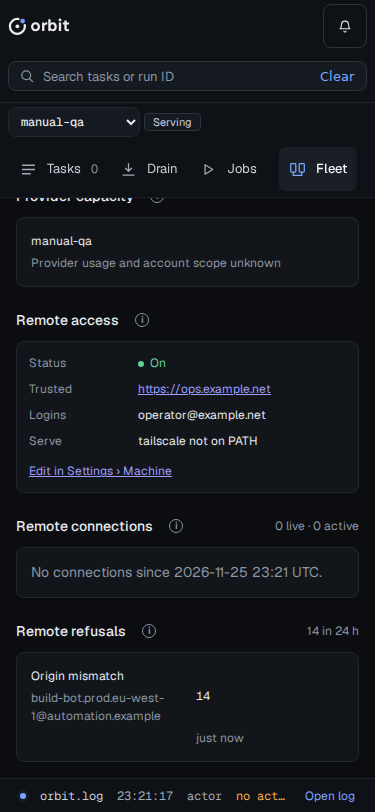 orbit
Search tasks or run ID Clear
manual-qa Serving
Tasks 0 Drain Jobs Fleet
Provider capacity
manual-qa
Provider usage and account scope unknown
Remote access
Status On
Trusted https://ops.example.net
Logins operator@example.net
Serve tailscale not on PATH
Edit in Settings › Machine
Remote connections 0 live · 0 active
No connections since 2026-11-25 23:21 UTC.
Remote refusals 14 in 24 h
Origin mismatch
build-bot.prod.eu-west-
1@automation.example
14
just now
orbit.log 23:21:17 actor no act… Open log